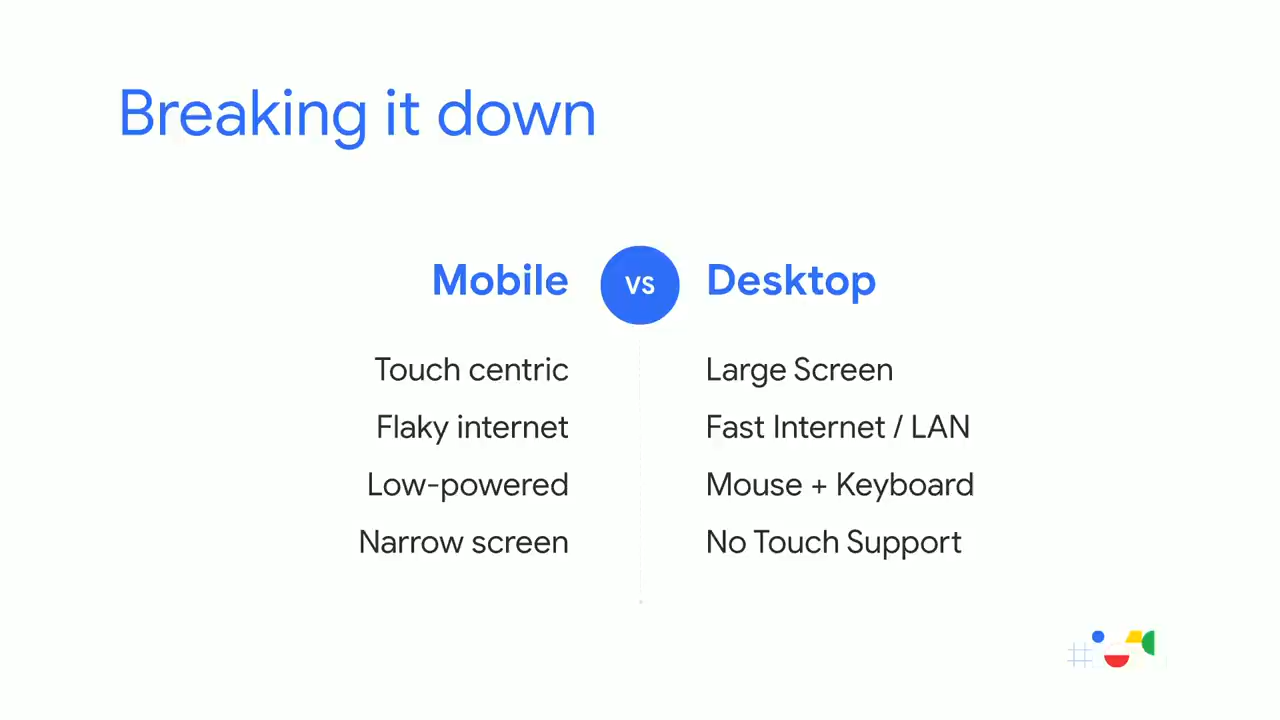 Breaking it down
Mobile
VS
Desktop
Touch centric
Large Screen
Flaky internet
Fast Internet / LAN
Low-powered
Mouse + Keyboard
Narrow screen
No Touch Support